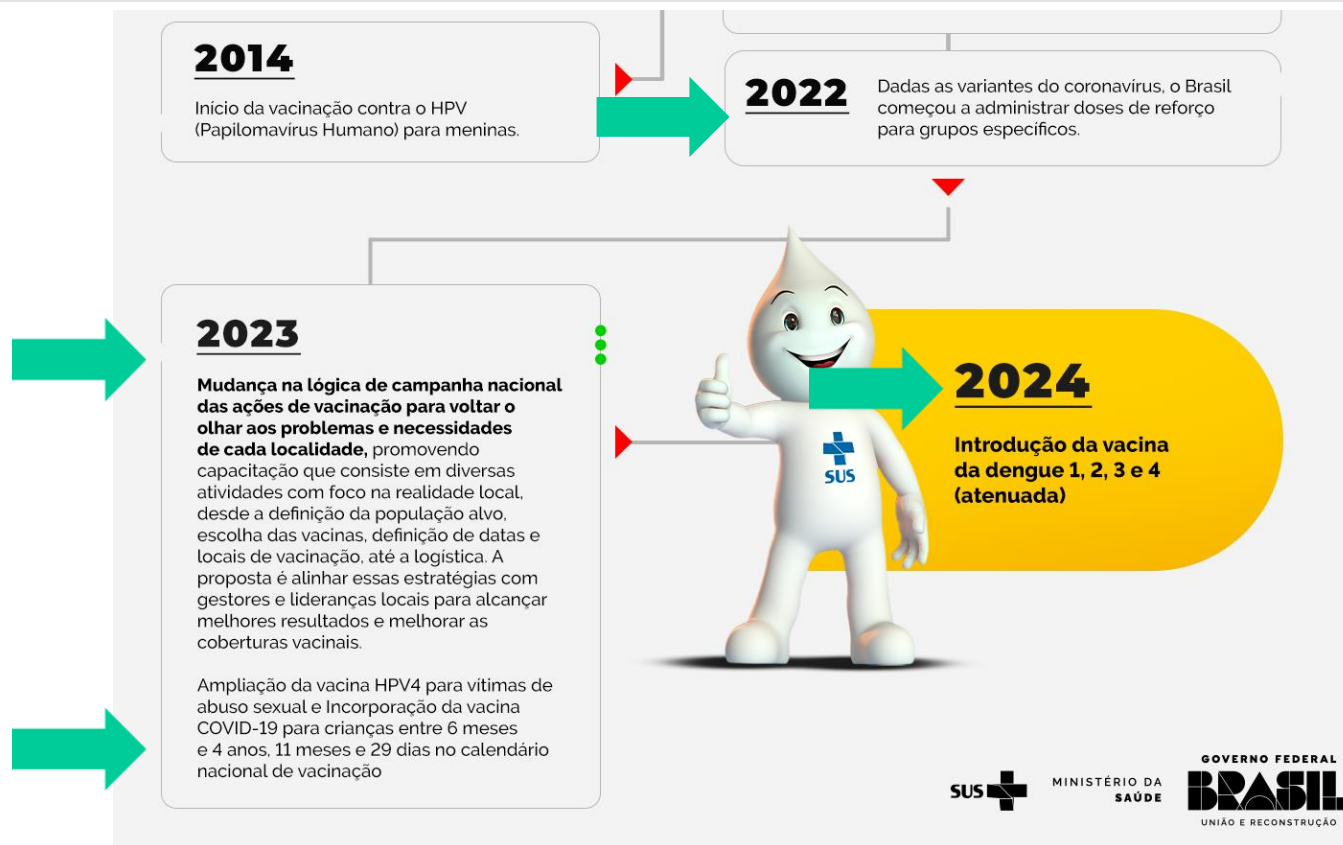 2014
Início da vacinação contra o HPV
(Papilomavírus Humano) para meninas.
2022
Dadas as variantes do coronavírus, o Brasil
começou a administrar doses de reforço
para grupos específicos.
2023
Mudança na lógica de campanha nacional
das ações de vacinação para voltar o
olhar aos problemas e necessidades
de cada localidade, promovendo
capacitação que consiste em diversas
atividades com foco na realidade local,
desde a definição da população alvo,
escolha das vacinas, definição de datas e
locais de vacinação, até a logística. A
proposta é alinhar essas estratégias com
gestores e lideranças locais para alcançar
melhores resultados e melhorar as
coberturas vacinais.
Ampliação da vacina HPV4 para vítimas de
abuso sexual e Incorporação da vacina
COVID-19 para crianças entre 6 meses
e 4 anos, 11 meses e 29 dias no calendário
nacional de vacinação
SUS
2024
Introdução da vacina
da dengue 1, 2, 3 e 4
(atenuada)
SUS
MINISTÉRIO DA
SAÚDE
GOVERNO FEDERAL
BRASIL
UNIÃO E RECONSTRUÇÃO